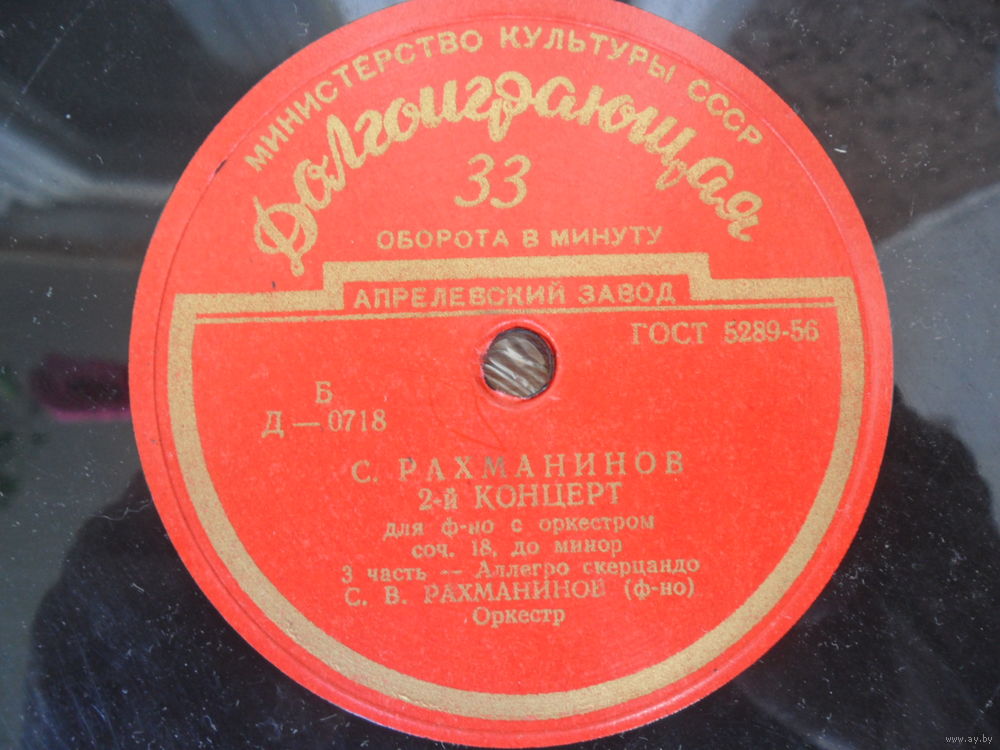 МИНИСТЕРСТВО КУЛЬТУРЫ СССР
Долгоиграющая
33
ОБОРОТА В МИНУТУ
АПРЕЛЕВСКИЙ ЗАВОД
ГОСТ 5289-56
Б
Д — 0718
С. РАХМАНИНОВ
2-й КОНЦЕРТ
для ф-но с оркестром
соч. 18, до минор
3 часть — Аллегро скерцандо
С. В. РАХМАНИНОВ (ф-но)
Оркестр
www.ay.by